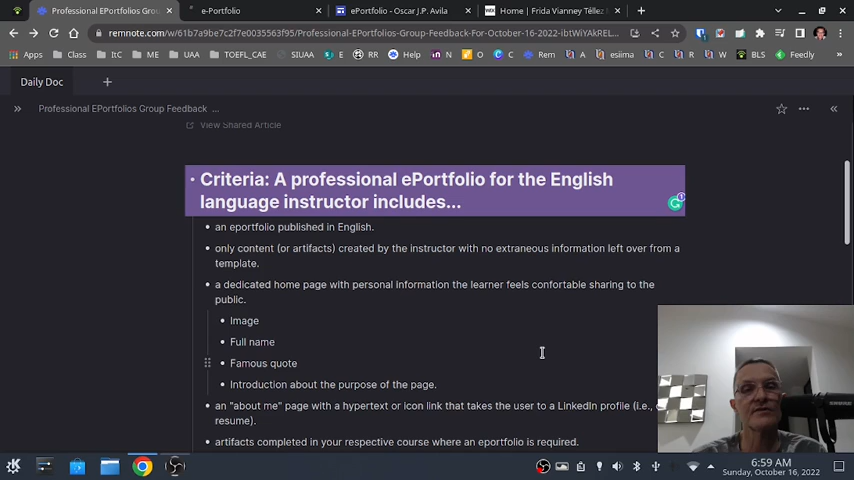 Professional EPortfolios Grou
e-Portfolio
ePortfolio - Oscar J.P. Avila
Home | Frida Vianney Téllez
remnote.com/w/61b7a9be7c2f7e0035563f95/Professional-EPortfolios-Group-Feedback-For-October-16-2022-ibtWiYAkREL...
Apps
Class
ItC
ME
UAA
TOEFL_CAE
SIUAA
RR
Help
M
O
C
Rem
A
esiima
C
R
W
BLS
Feedly
»
Daily Doc
Professional EPortfolios Group Feedback ...
View Shared Article
• Criteria: A professional ePortfolio for the English
language instructor includes...
• an eportfolio published in English.
• only content (or artifacts) created by the instructor with no extraneous information left over from a
template.
• a dedicated home page with personal information the learner feels confortable sharing to the
public.
• Image
• Full name
• Famous quote
• Introduction about the purpose of the page.
• an "about me" page with a hypertext or icon link that takes the user to a LinkedIn profile (i.e.,
resume).
• artifacts completed in your respective course where an eportfolio is required.
6:59 AM
Sunday, October 16, 2022